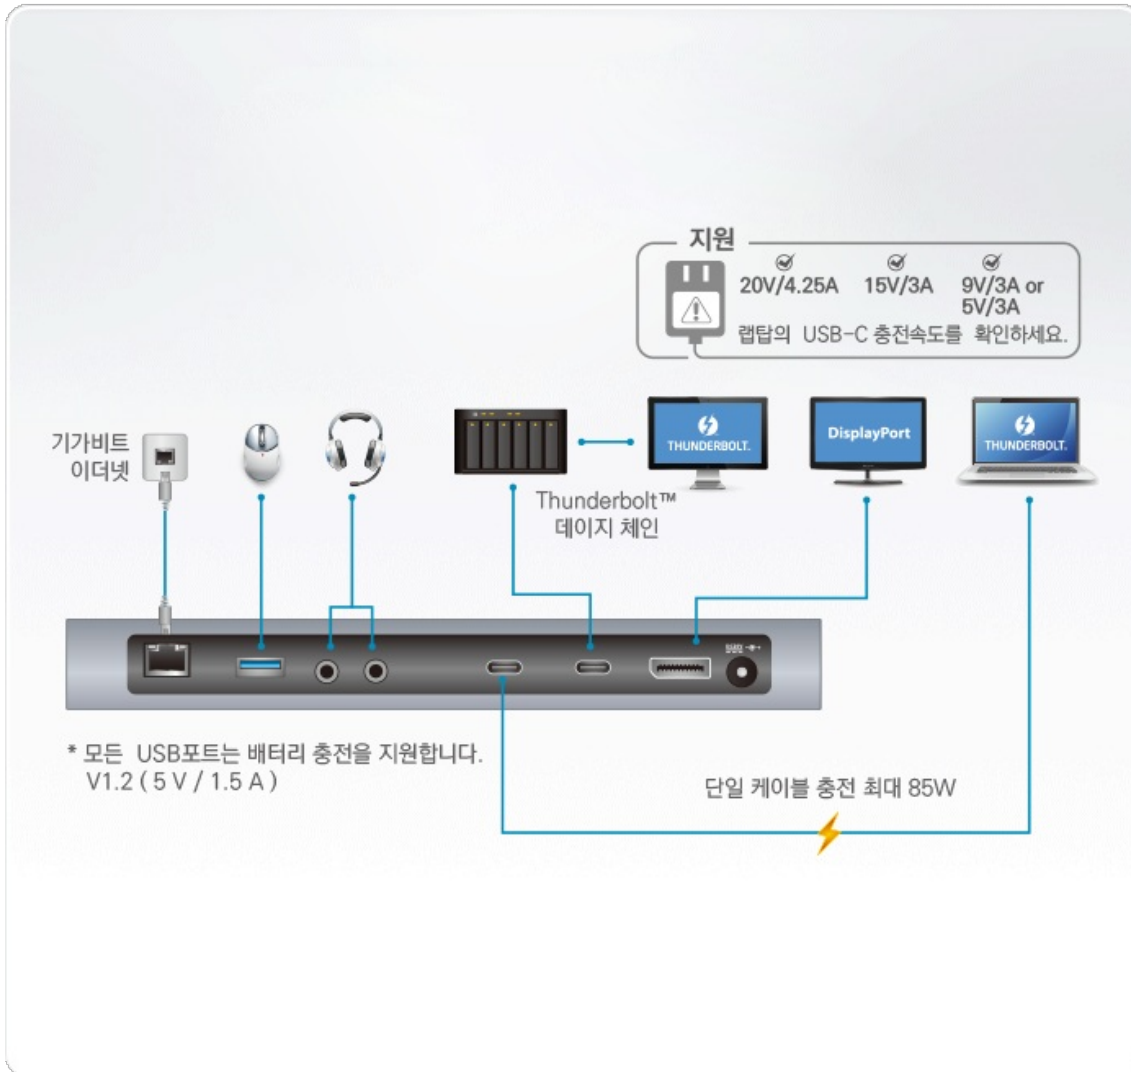 지원
20V/4.25A
15V/3A
9V/3A or
5V/3A
랩탑의 USB-C 충전속도를 확인하세요.
기가비트
이더넷
THUNDERBOLT.
DisplayPort
THUNDERBOLT.
Thunderbolt™
데이지 체인
* 모든 USB포트는 배터리 충전을 지원합니다.
V1.2 ( 5 V / 1.5 A )
단일 케이블 충전 최대 85W